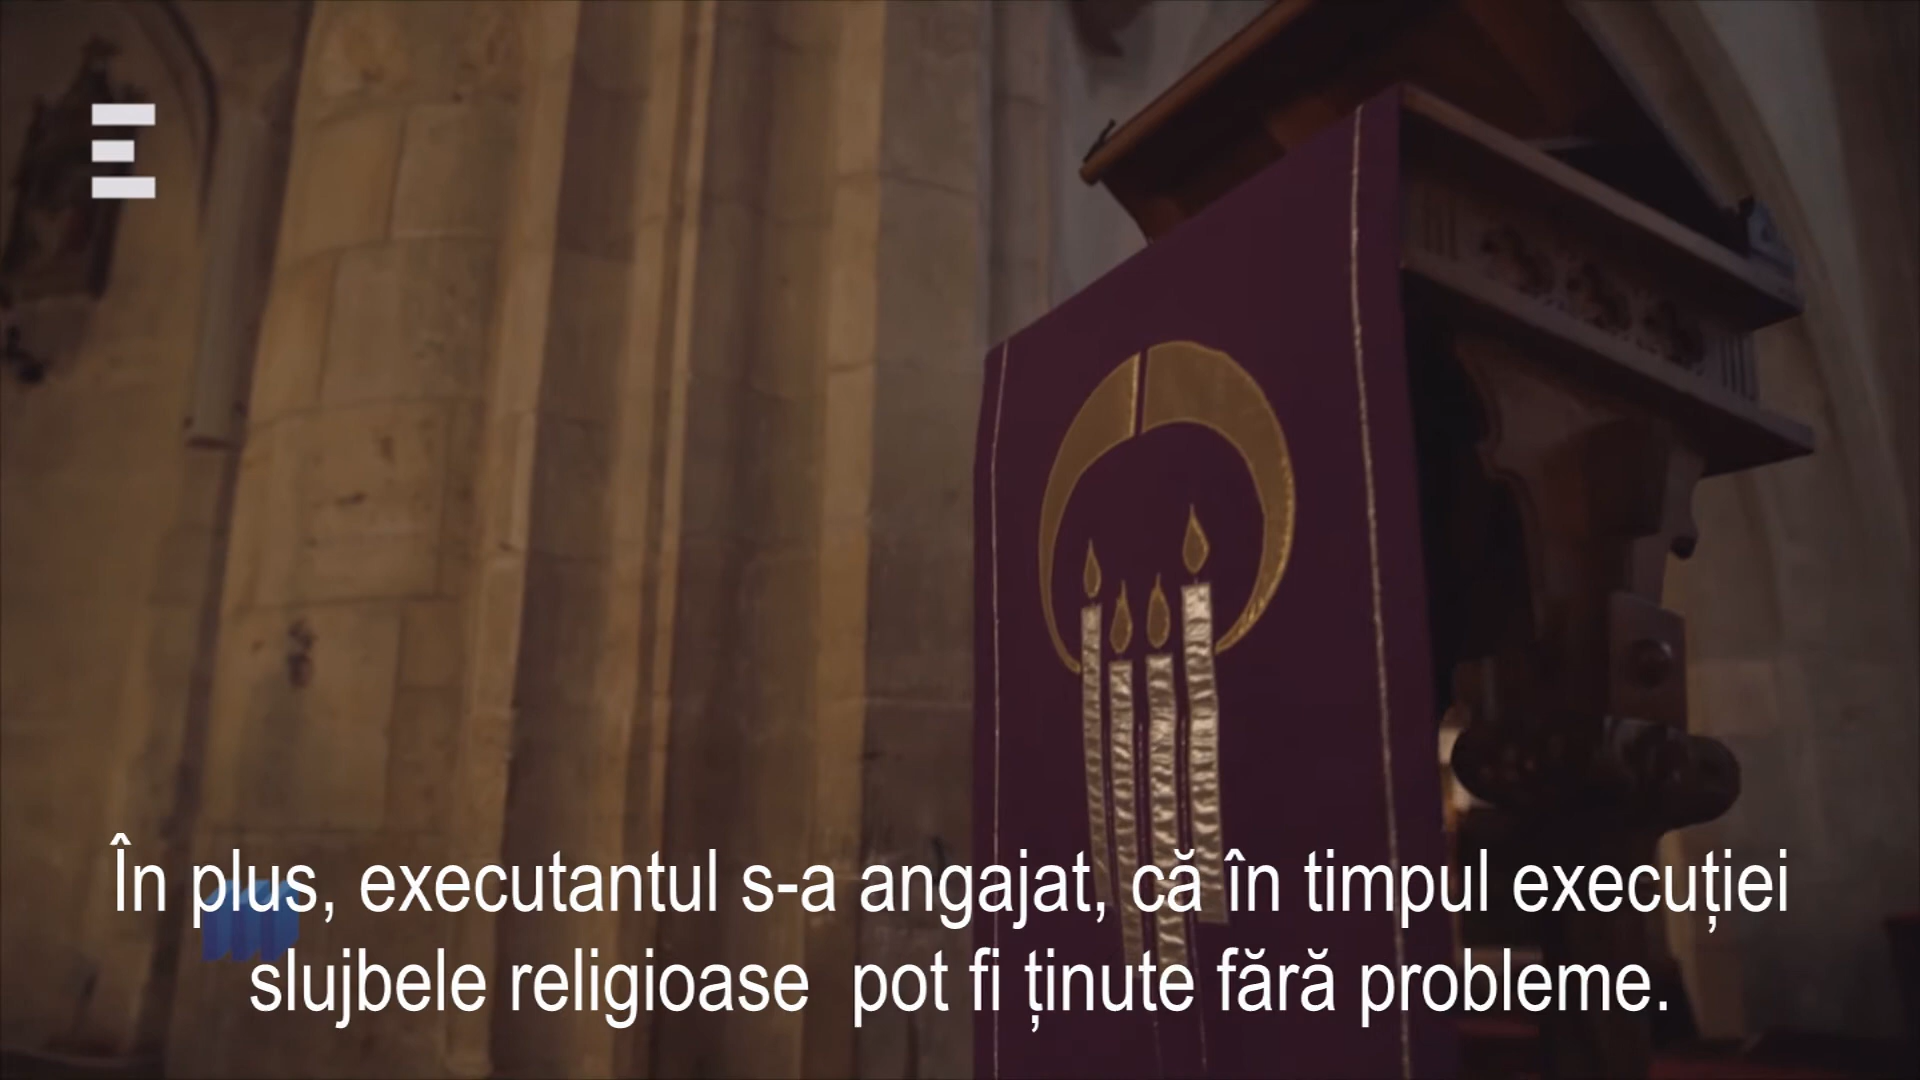 E
În plus, executantul s-a angajat, că în timpul execuției
slujbele religioase  pot fi ținute fără probleme.